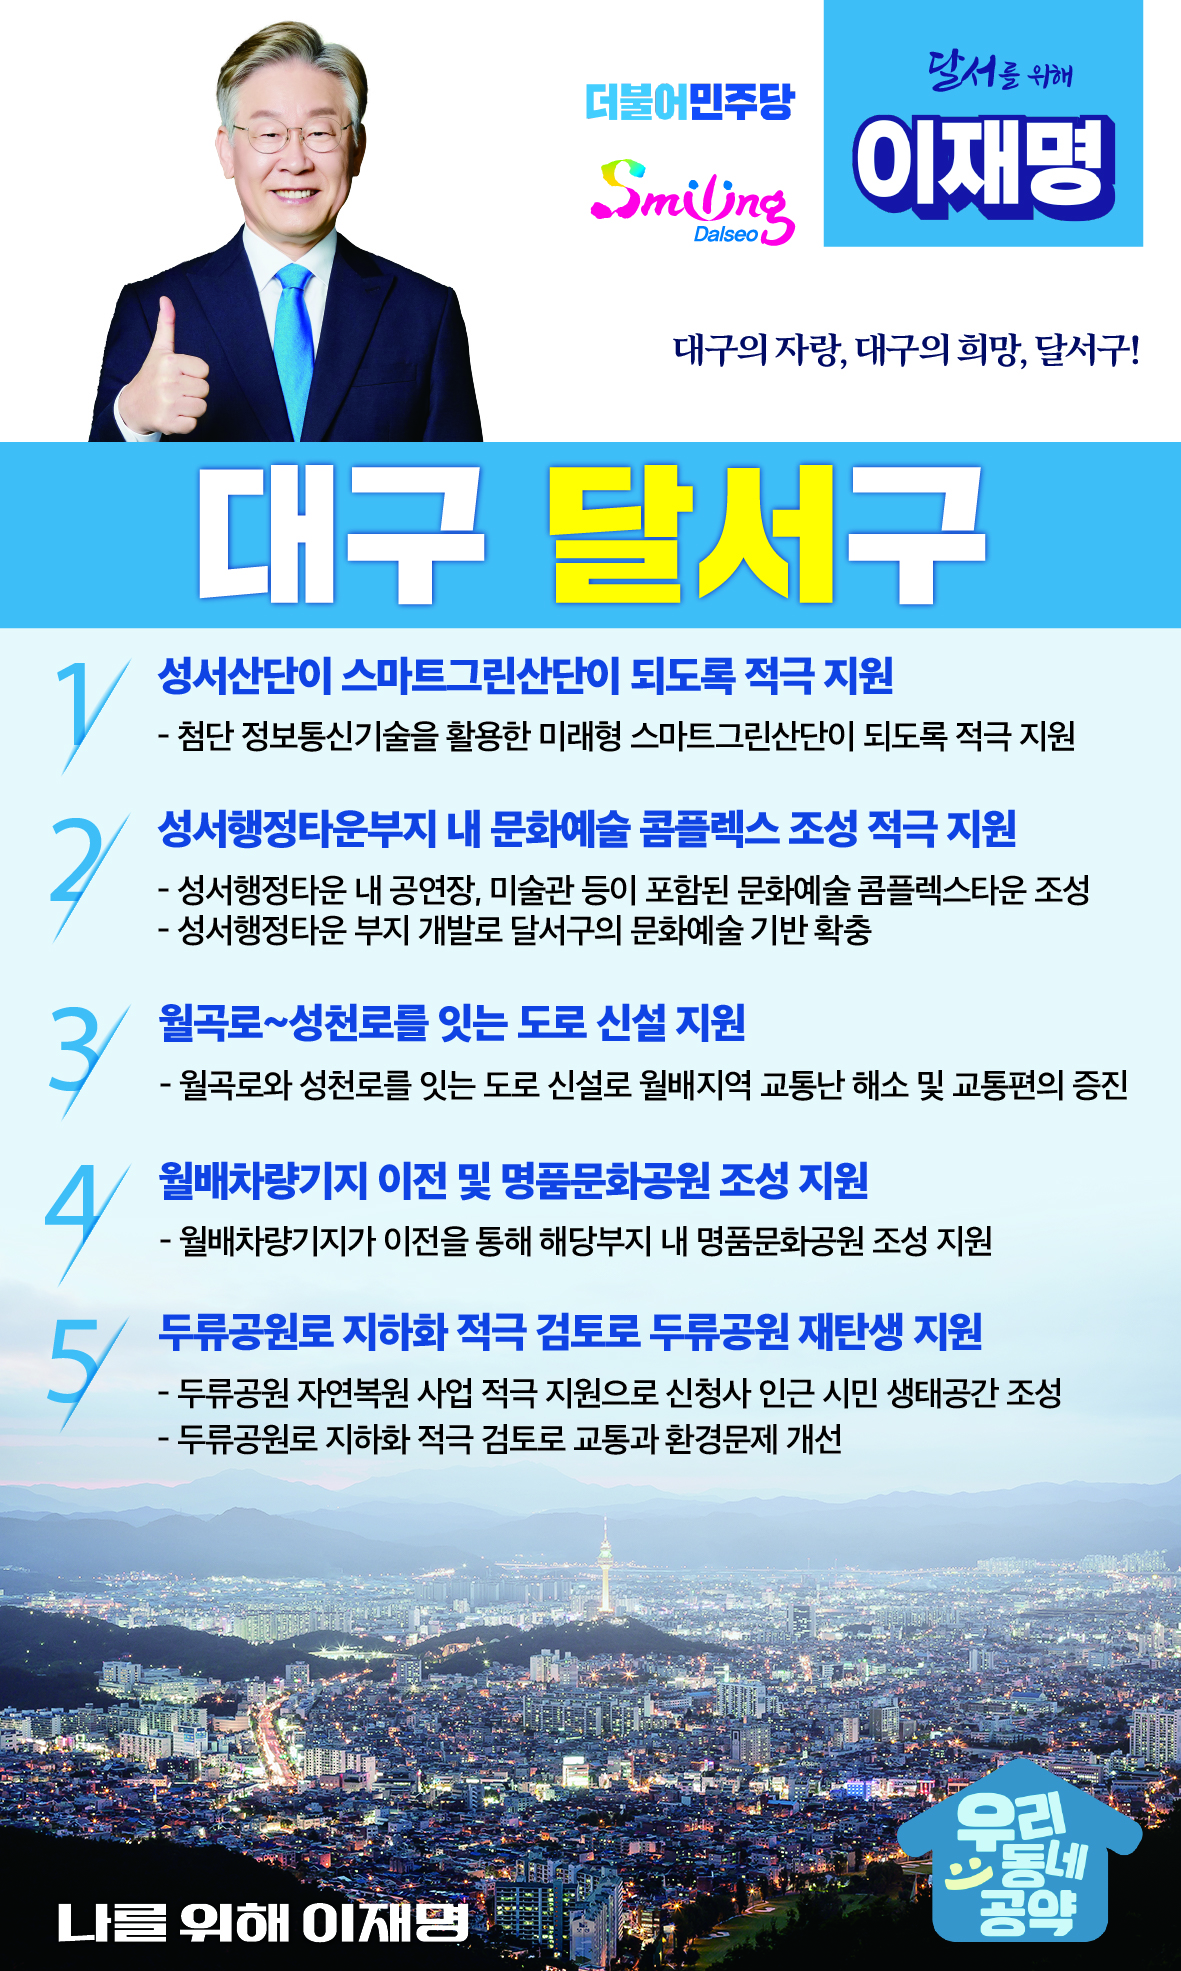 더불어민주당
Smiling
Dalseo
달서를 위해
이재명
대구의 자랑, 대구의 희망, 달서구!
대구 달서구
1 성서산단이 스마트그린산단이 되도록 적극 지원
- 첨단 정보통신기술을 활용한 미래형 스마트그린산단이 되도록 적극 지원
2 성서행정타운부지 내 문화예술 콤플렉스 조성 적극 지원
- 성서행정타운 내 공연장, 미술관 등이 포함된 문화예술 콤플렉스타운 조성
- 성서행정타운 부지 개발로 달서구의 문화예술 기반 확충
3 월곡로~성천로를 잇는 도로 신설 지원
- 월곡로와 성천로를 잇는 도로 신설로 월배지역 교통난 해소 및 교통편의 증진
4 월배차량기지 이전 및 명품문화공원 조성 지원
- 월배차량기지가 이전을 통해 해당부지 내 명품문화공원 조성 지원
5 두류공원로 지하화 적극 검토로 두류공원 재탄생 지원
- 두류공원 자연복원 사업 적극 지원으로 신청사 인근 시민 생태공간 조성
- 두류공원로 지하화 적극 검토로 교통과 환경문제 개선
나를 위해 이재명
우리
동네
공약